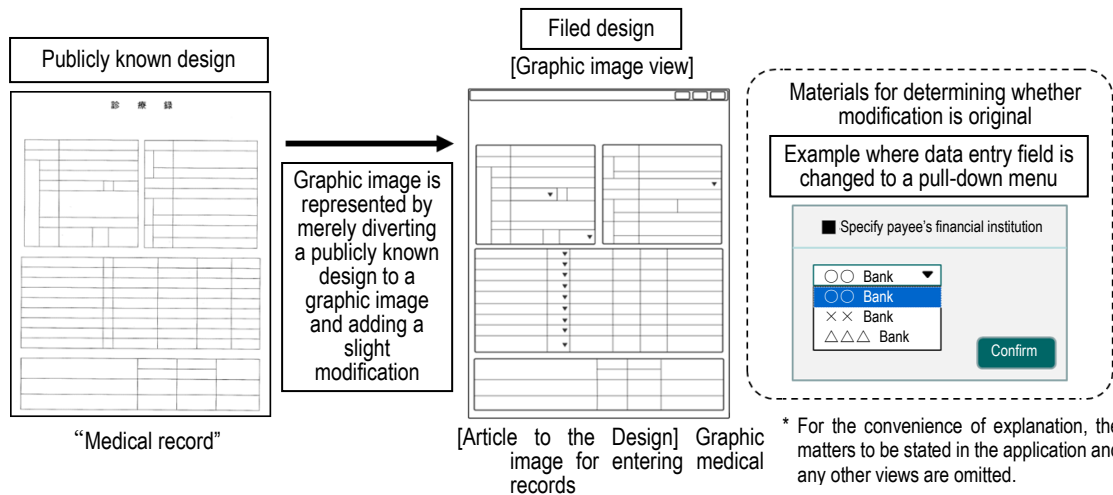 Publicly known design
診 療 録
“Medical record”
Graphic image is
represented by
merely diverting
a publicly known
design to a
graphic image
and adding a
slight
modification
Filed design
[Graphic image view]
[Article to the Design] Graphic
image for entering medical
records
Materials for determining whether
modification is original
Example where data entry field is
changed to a pull-down menu
■ Specify payee’s financial institution
○○ Bank ▼
○○ Bank
×× Bank
△△△ Bank
Confirm
* For the convenience of explanation, the
matters to be stated in the application and
any other views are omitted.